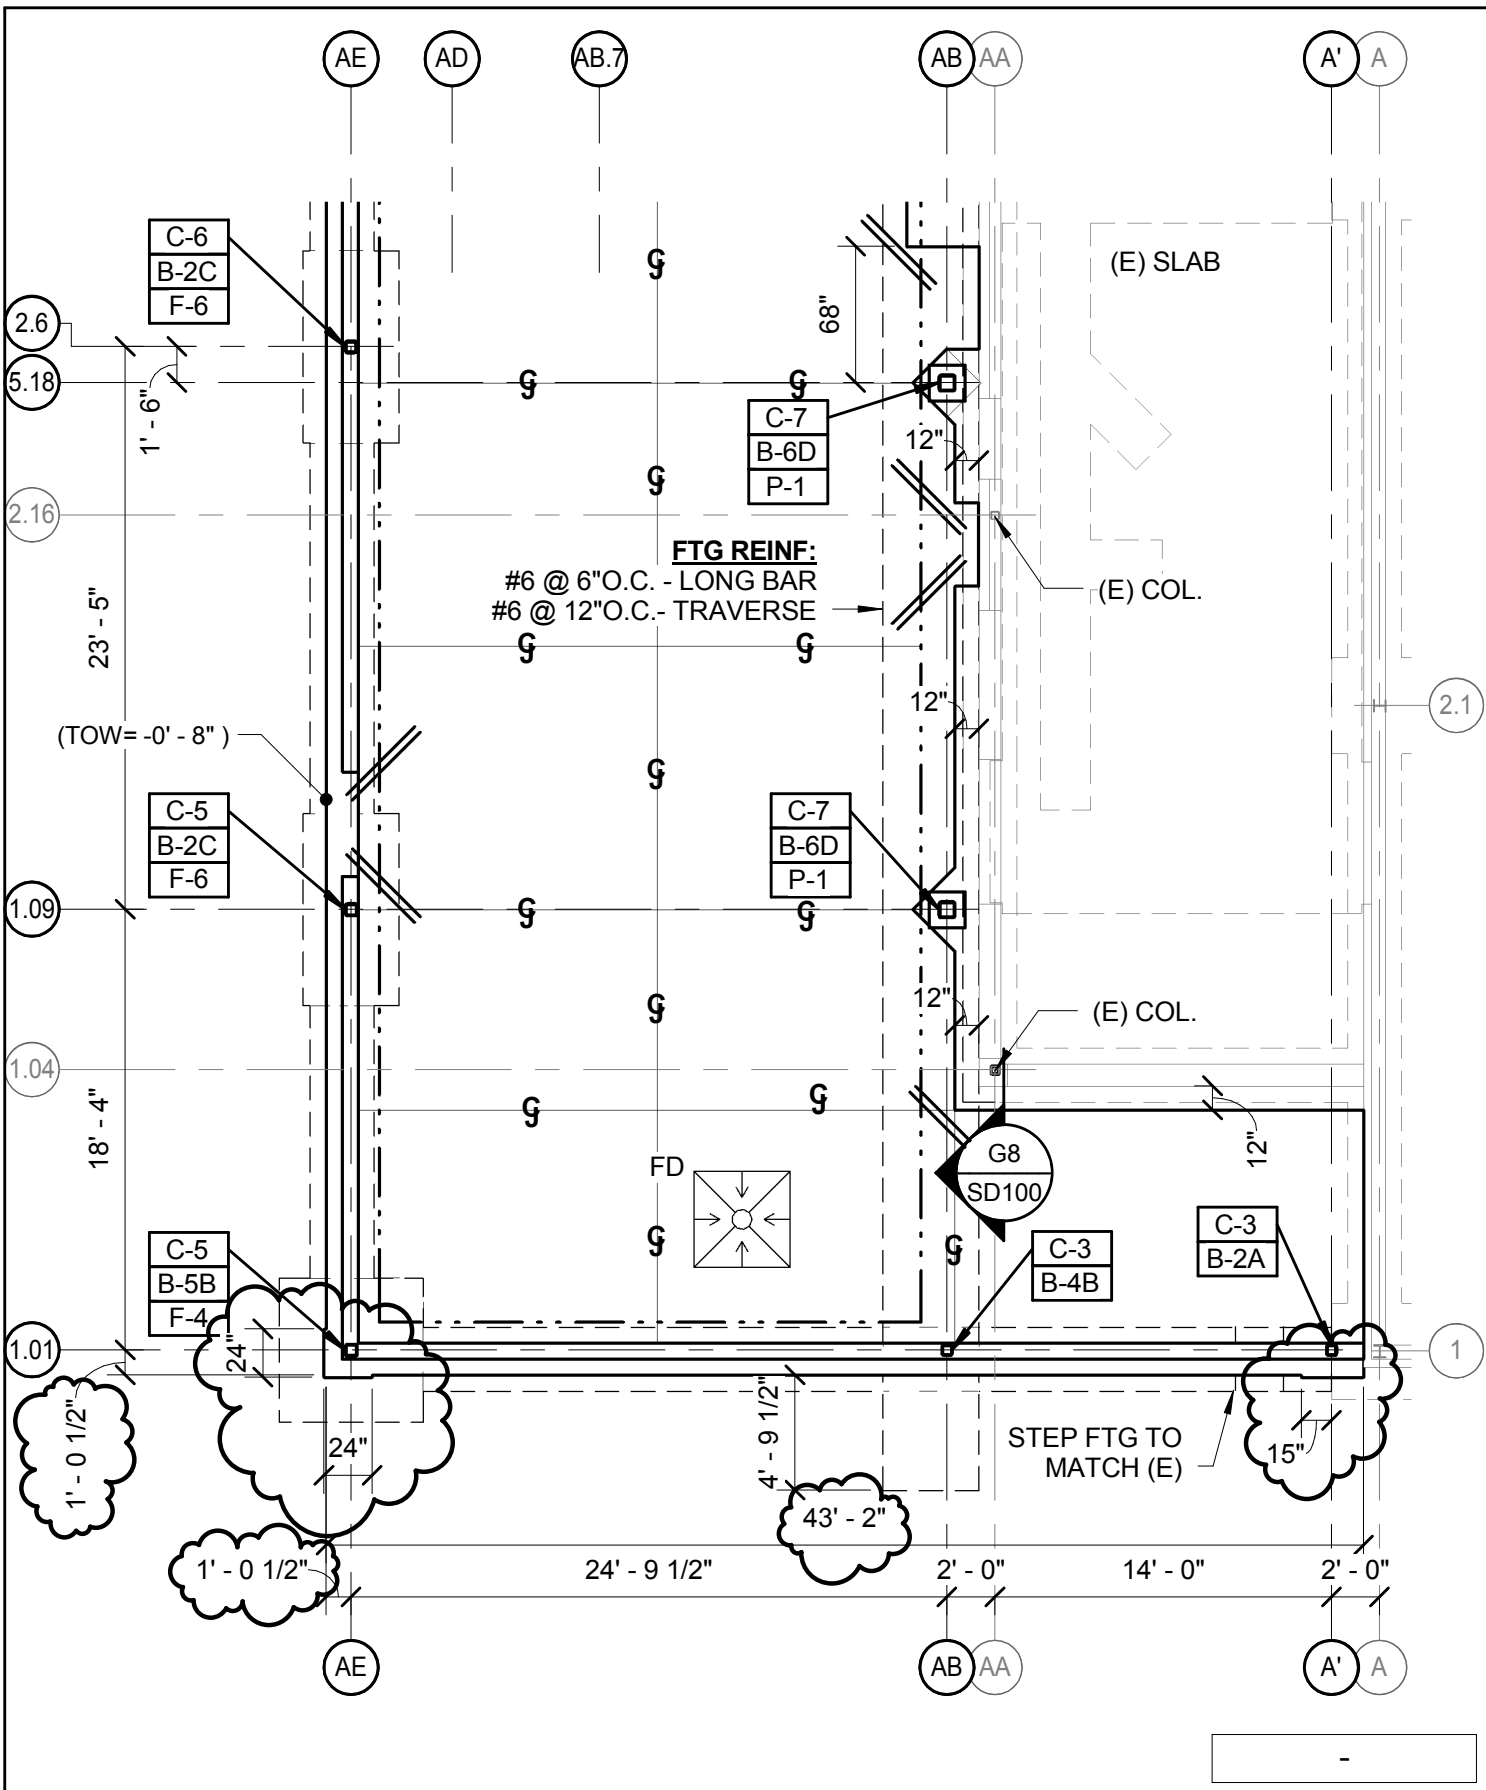 AE
AD
AB.7
AB
AA
A'
A
C-6
B-2C
F-6
(E) SLAB
2.6
5.18
1' - 6"
68"
C-7
B-6D
P-1
12"
2.16
FTG REINF:
#6 @ 6"O.C. - LONG BAR
#6 @ 12"O.C.- TRAVERSE
(E) COL.
23' - 5"
12"
2.1
(TOW= -0' - 8" )
C-5
B-2C
F-6
C-7
B-6D
P-1
1.09
12"
(E) COL.
1.04
18' - 4"
12"
FD
G8
SD100
C-5
B-5B
F-4
C-3
B-4B
C-3
B-2A
24"
1.01
1
1' - 0 1/2"
24"
4' - 9 1/2"
STEP FTG TO
MATCH (E)
15"
43' - 2"
1' - 0 1/2"
24' - 9 1/2"
2' - 0"
14' - 0"
2' - 0"
AE
AB
AA
A'
A
-